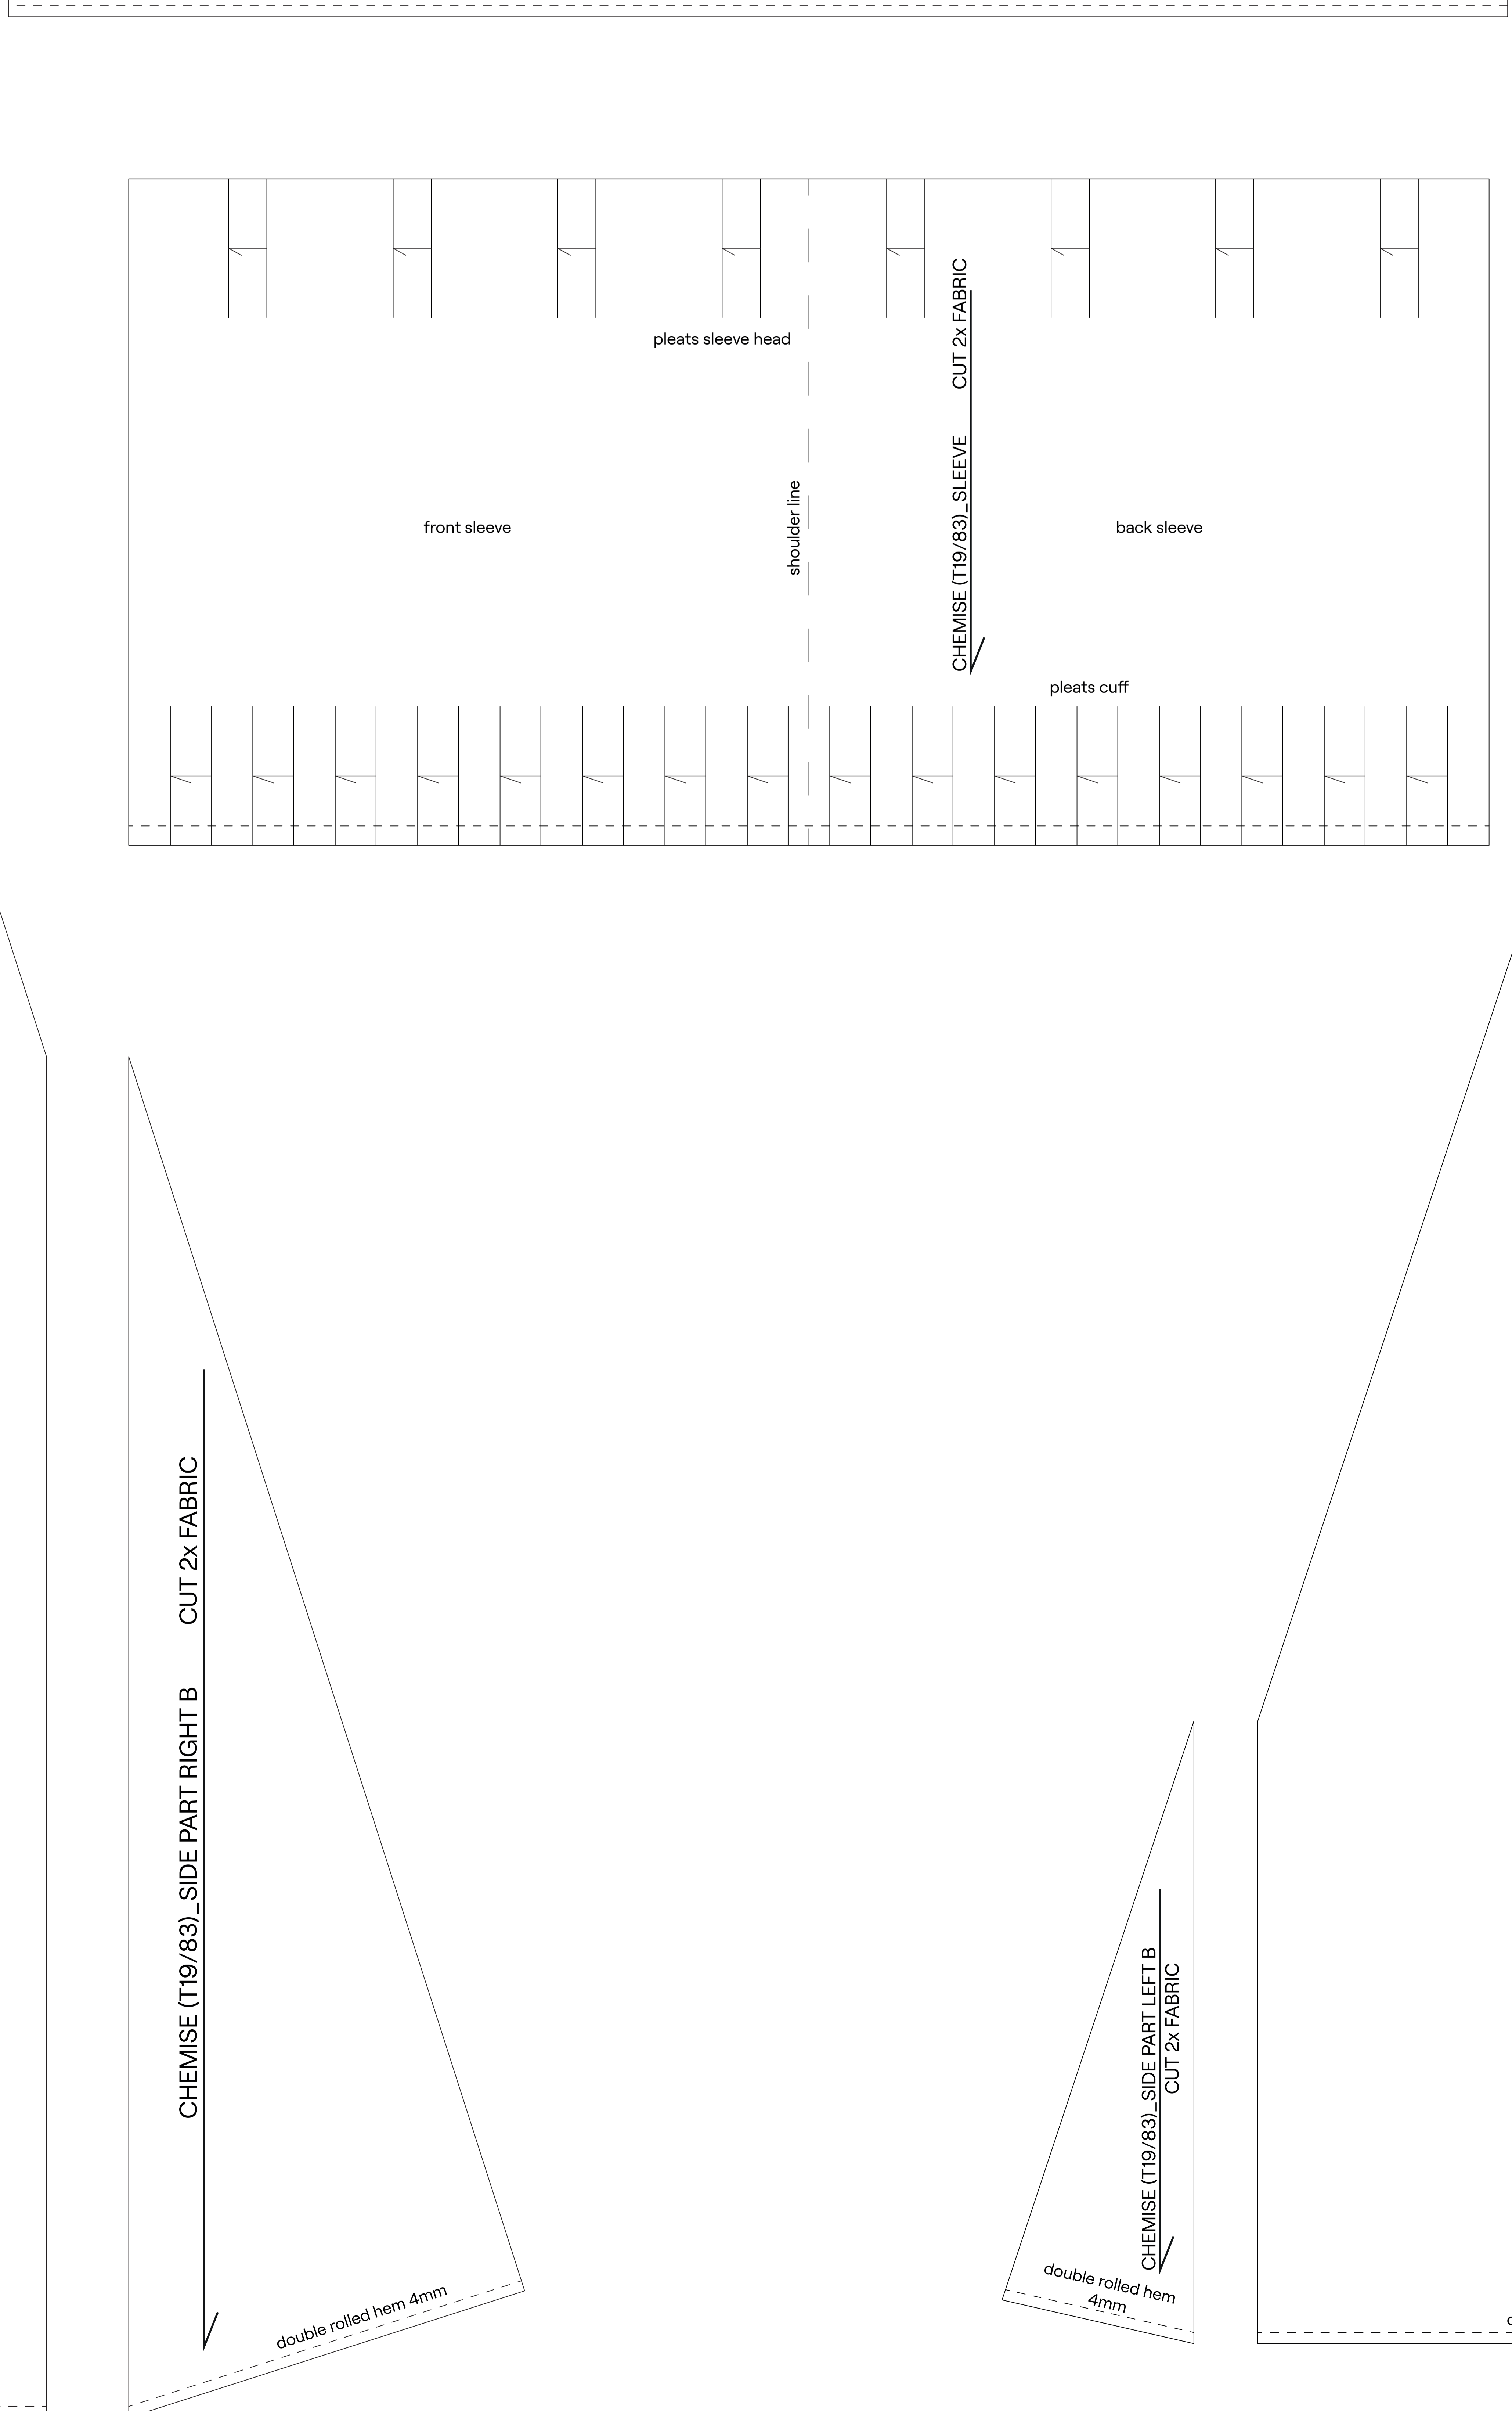 CHEMISE (T19/83)_SLEEVE CUT 2x FABRIC
pleats sleeve head
shoulder line
front sleeve
back sleeve
pleats cuff
CHEMISE (T19/83)_SIDE PART RIGHT B CUT 2x FABRIC
double rolled hem 4mm
CHEMISE (T19/83)_SIDE PART LEFT B
CUT 2x FABRIC
double rolled hem
4mm